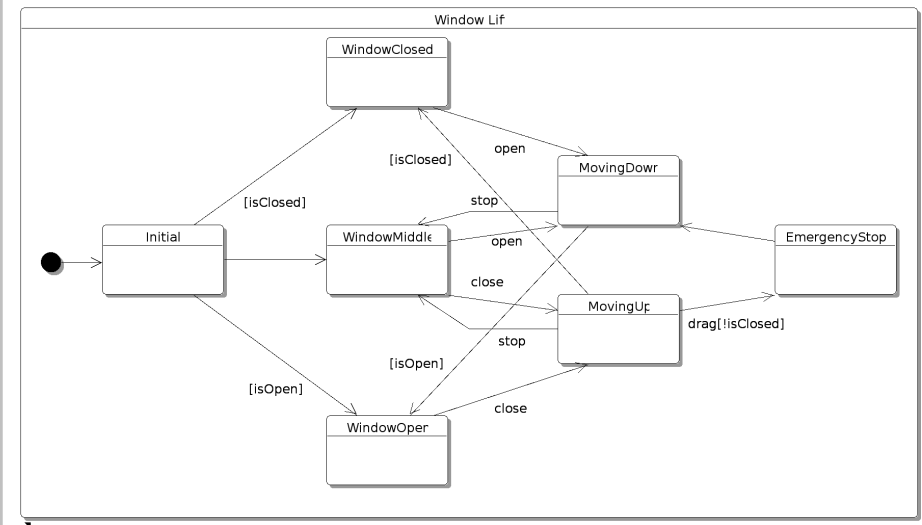 Window Lif
WindowClosed
open
[isClosed]
MovingDowr
[isClosed]
stop
Initial
WindowMiddle
open
EmergencyStop
close
MovingUp
drag[!isClosed]
stop
[isOpen]
[isOpen]
close
WindowOper